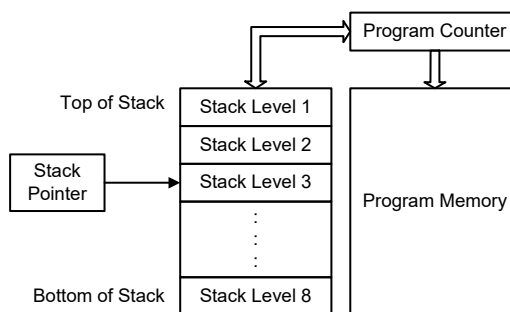 Program Counter
Top of Stack
Stack Level 1
Stack Level 2
Stack
Pointer
Stack Level 3
Program Memory
:
:
:
Bottom of Stack
Stack Level 8